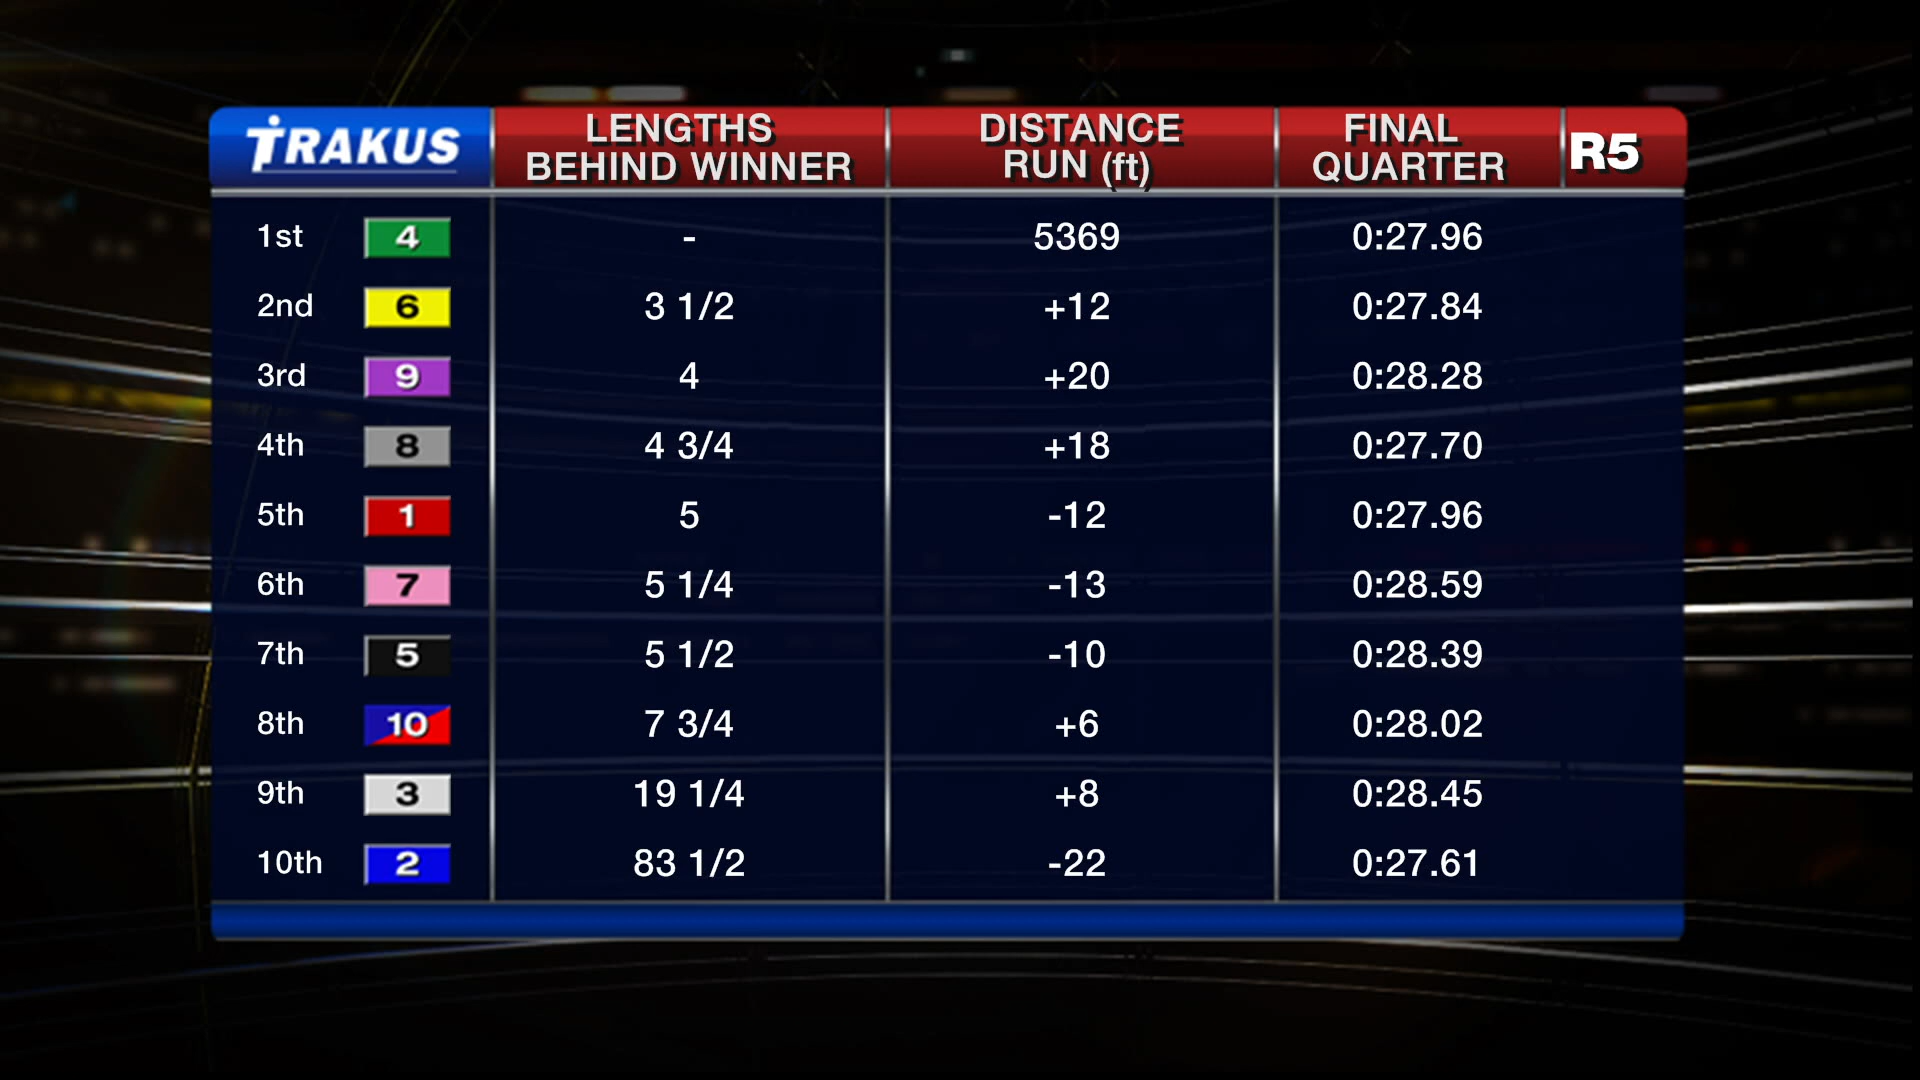 TRAKUS
LENGTHS
BEHIND WINNER
DISTANCE
RUN (ft)
FINAL
QUARTER
R5
1st 4 - 5369 0:27.96
2nd 6 3 1/2 +12 0:27.84
3rd 9 4 +20 0:28.28
4th 8 4 3/4 +18 0:27.70
5th 1 5 -12 0:27.96
6th 7 5 1/4 -13 0:28.59
7th 5 5 1/2 -10 0:28.39
8th 10 7 3/4 +6 0:28.02
9th 3 19 1/4 +8 0:28.45
10th 2 83 1/2 -22 0:27.61